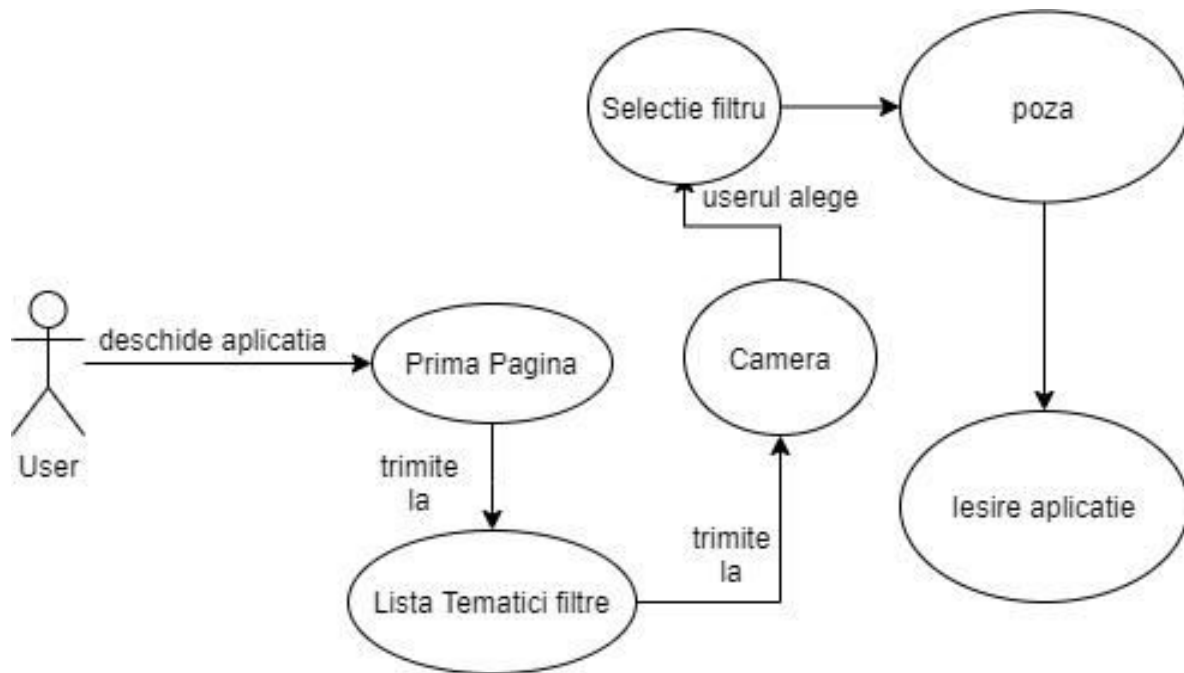 Selectie filtru
poza
userul alege
deschide aplicatia
Prima Pagina
Camera
User
trimite
la
Lista Tematici filtre
trimite
la
Iesire aplicatie